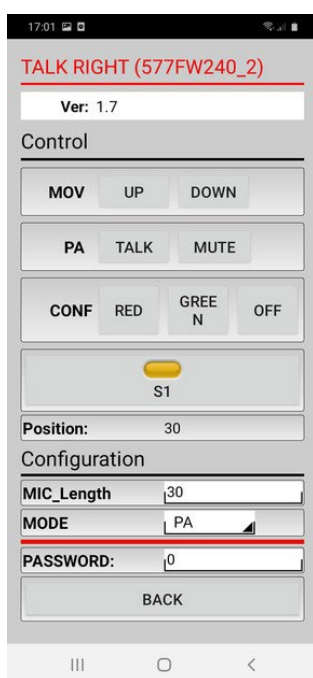 17:01
TALK RIGHT (577FW240_2)
Ver: 1.7
Control
MOV UP DOWN
PA TALK MUTE
CONF RED GREE
N OFF
S1
Position: 30
Configuration
MIC_Length 30
MODE PA
PASSWORD: 0
BACK